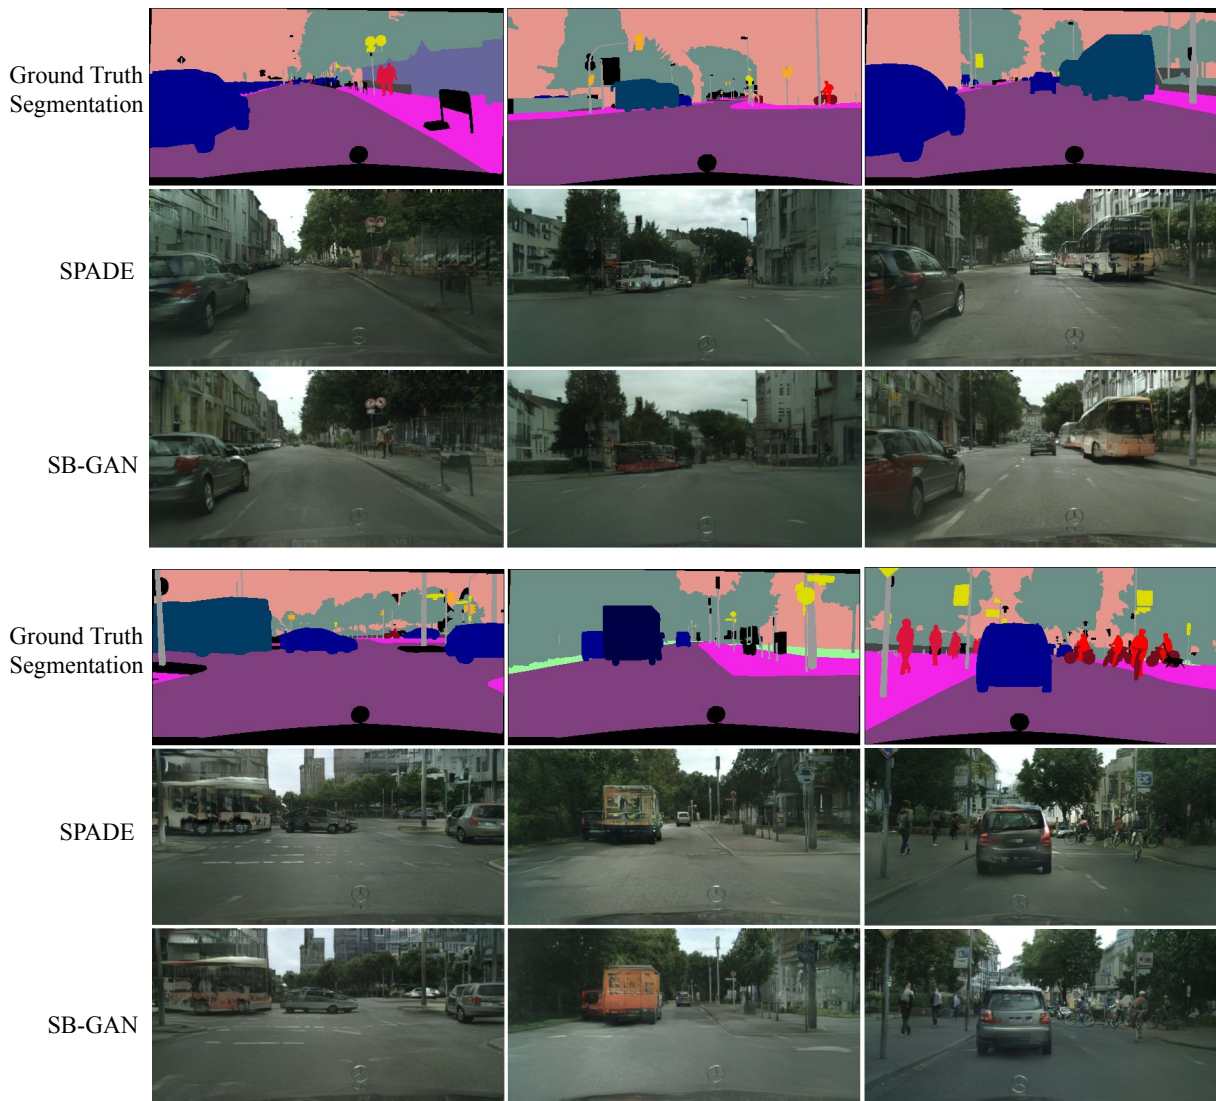 Ground Truth
Segmentation
SPADE
SB-GAN
Ground Truth
Segmentation
SPADE
SB-GAN